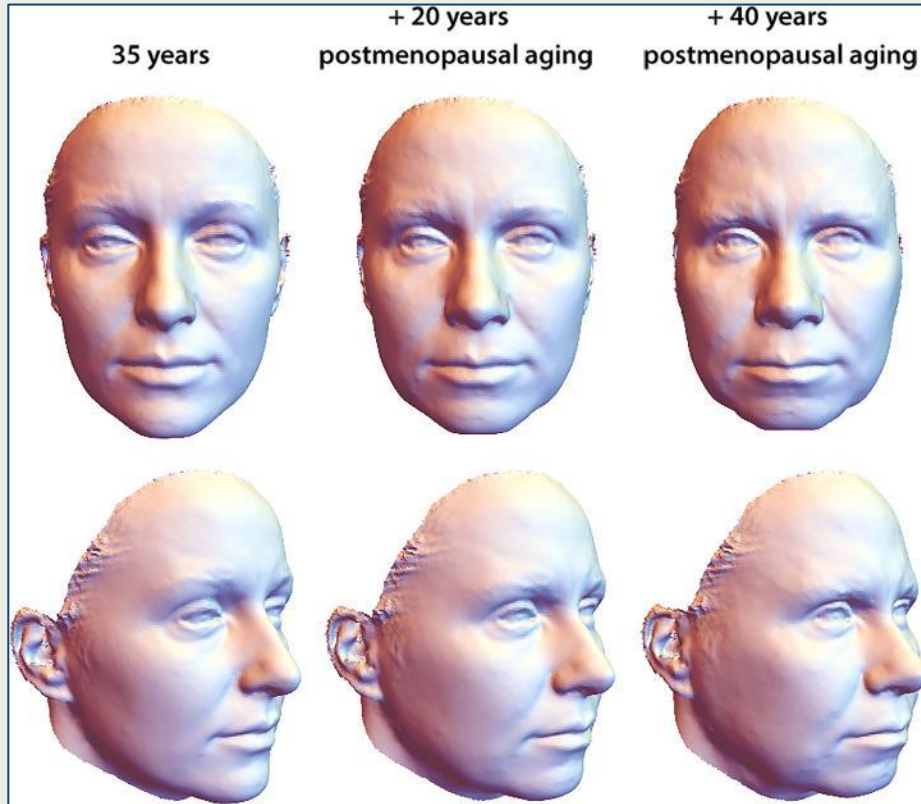 35 years
+ 20 years
postmenopausal aging
+ 40 years
postmenopausal aging